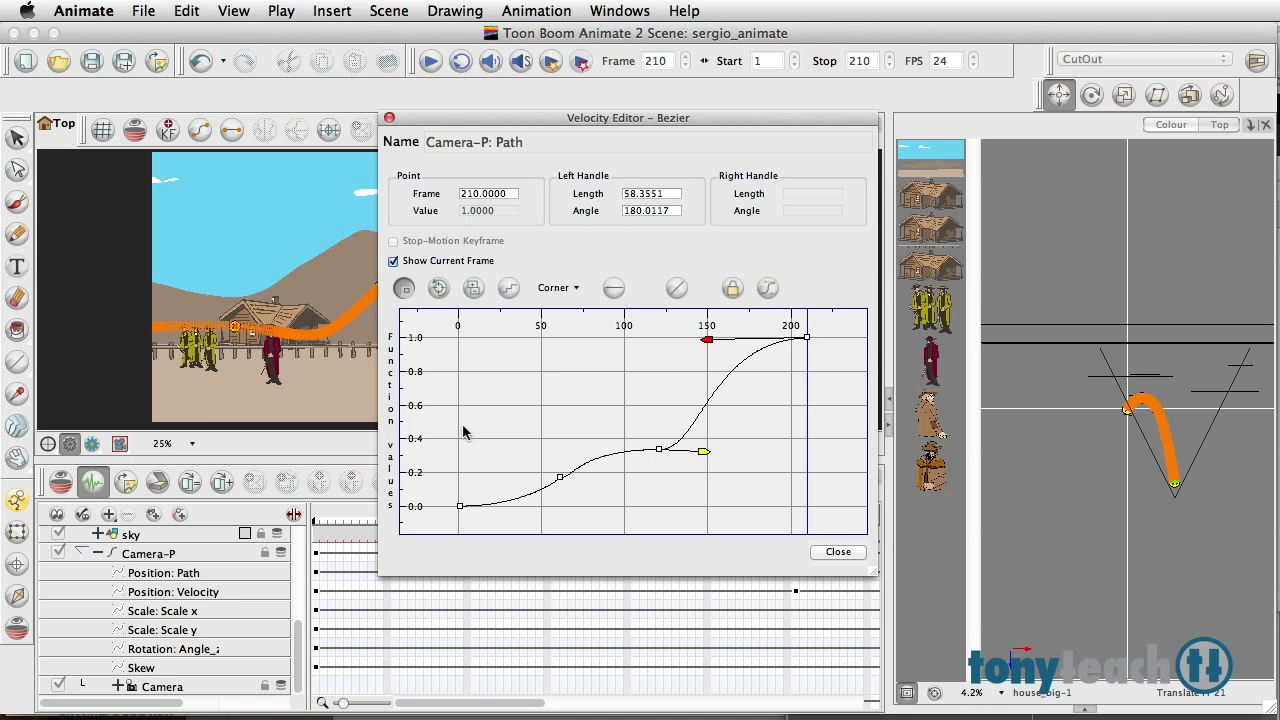 Animate File Edit View Play Insert Scene Drawing Animation Windows Help
Toon Boom Animate 2 Scene: sergio_animate
Frame 210 Start 1 Stop 210 FPS 24 CutOut
Top
Velocity Editor – Bezier
Colour Top
Name Camera-P: Path
Point Left Handle Right Handle
Frame 210.0000 Length 58.3551 Length
Value 1.0000 Angle 180.0117 Angle
Stop-Motion Keyframe
Show Current Frame
Corner
0 50 100 150 200
Function values
1.0
0.8
0.6
0.4
0.2
0.0
25%
Close
sky
Camera-P
Position: Path
Position: Velocity
Scale: Scale x
Scale: Scale y
Rotation: Angle_z
Skew
Camera
tonyteach
4.2% house_big-1